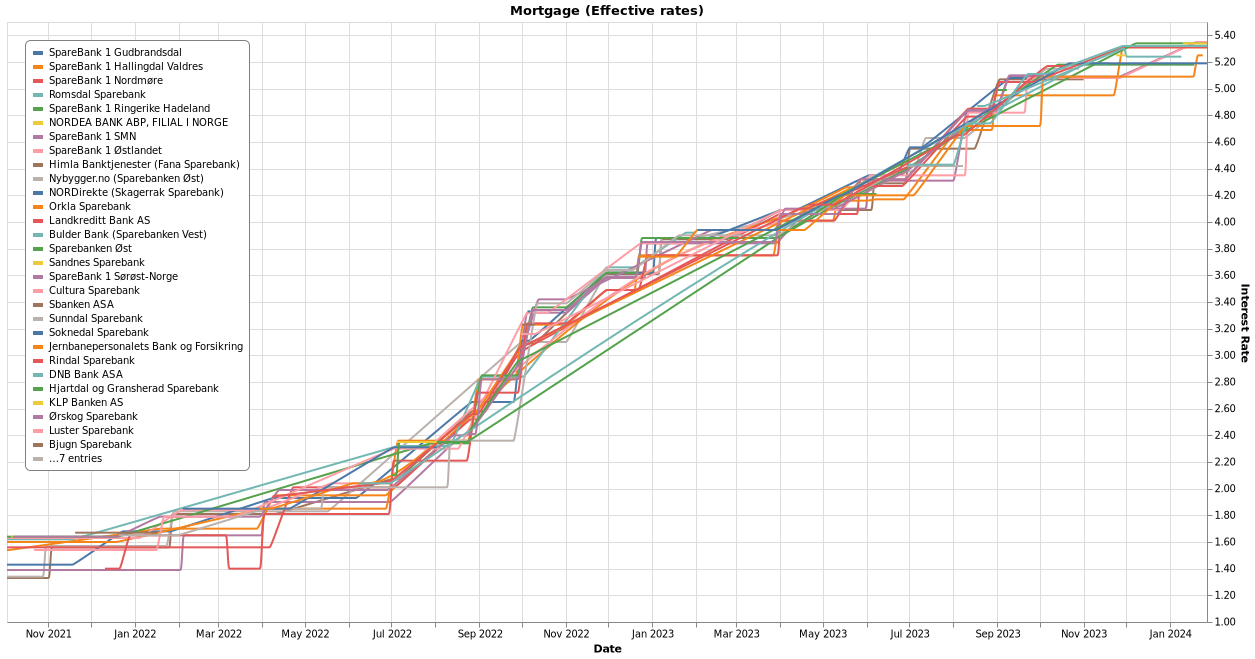 Mortgage (Effective rates)
SpareBank 1 Gudbrandsdal
SpareBank 1 Hallingdal Valdres
SpareBank 1 Nordmøre
Romsdal Sparebank
SpareBank 1 Ringerike Hadeland
NORDEA BANK ABP, FILIAL I NORGE
SpareBank 1 SMN
SpareBank 1 Østlandet
Himla Banktjenester (Fana Sparebank)
Nybygger.no (Sparebanken Øst)
NORDirekte (Skagerrak Sparebank)
Orkla Sparebank
Landkreditt Bank AS
Bulder Bank (Sparebanken Vest)
Sparebanken Øst
Sandnes Sparebank
SpareBank 1 Sørøst-Norge
Cultura Sparebank
Sbanken ASA
Sunndal Sparebank
Soknedal Sparebank
Jernbanepersonalets Bank og Forsikring
Rindal Sparebank
DNB Bank ASA
Hjartdal og Gransherad Sparebank
KLP Banken AS
Ørskog Sparebank
Luster Sparebank
Bjugn Sparebank
…7 entries
5.40
5.20
5.00
4.80
4.60
4.40
4.20
4.00
3.80
3.60
3.40
3.20
3.00
2.80
2.60
2.40
2.20
2.00
1.80
1.60
1.40
1.20
1.00
Interest Rate
Nov 2021 Jan 2022 Mar 2022 May 2022 Jul 2022 Sep 2022 Nov 2022 Jan 2023 Mar 2023 May 2023 Jul 2023 Sep 2023 Nov 2023 Jan 2024
Date